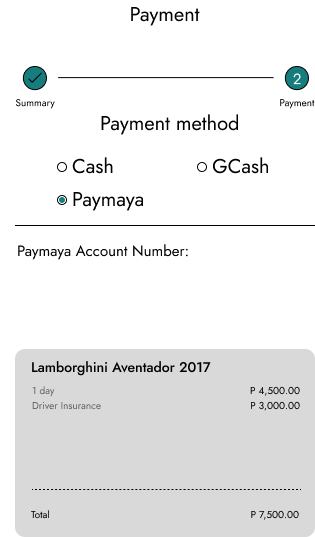 Payment
2
Summary
Payment
Payment method
Cash
GCash
Paymaya
Paymaya Account Number:
Lamborghini Aventador 2017
1 day P 4,500.00
Driver Insurance P 3,000.00
Total P 7,500.00